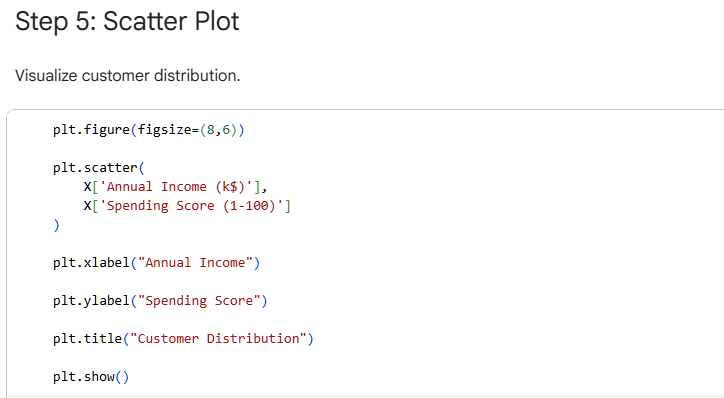 Step 5: Scatter Plot
Visualize customer distribution.
plt.figure(figsize=(8,6))
plt.scatter(
    X['Annual Income (k$)'],
    X['Spending Score (1-100)']
)
plt.xlabel("Annual Income")
plt.ylabel("Spending Score")
plt.title("Customer Distribution")
plt.show()